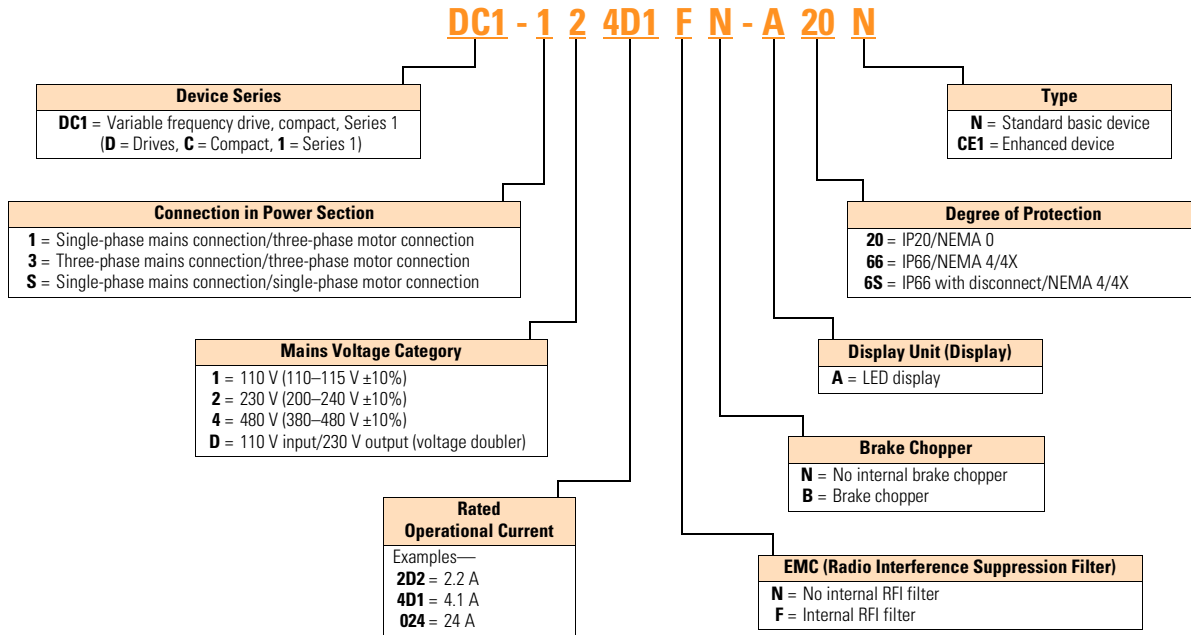 DC1 - 1 2 4D1 F N - A 20 N
Device Series
DC1 = Variable frequency drive, compact, Series 1
(D = Drives, C = Compact, 1 = Series 1)
Type
N = Standard basic device
CE1 = Enhanced device
Connection in Power Section
1 = Single-phase mains connection/three-phase motor connection
3 = Three-phase mains connection/three-phase motor connection
S = Single-phase mains connection/single-phase motor connection
Degree of Protection
20 = IP20/NEMA 0
66 = IP66/NEMA 4/4X
6S = IP66 with disconnect/NEMA 4/4X
Mains Voltage Category
1 = 110 V (110–115 V ±10%)
2 = 230 V (200–240 V ±10%)
4 = 480 V (380–480 V ±10%)
D = 110 V input/230 V output (voltage doubler)
Display Unit (Display)
A = LED display
Brake Chopper
N = No internal brake chopper
B = Brake chopper
Rated
Operational Current
Examples—
2D2 = 2.2 A
4D1 = 4.1 A
024 = 24 A
EMC (Radio Interference Suppression Filter)
N = No internal RFI filter
F = Internal RFI filter